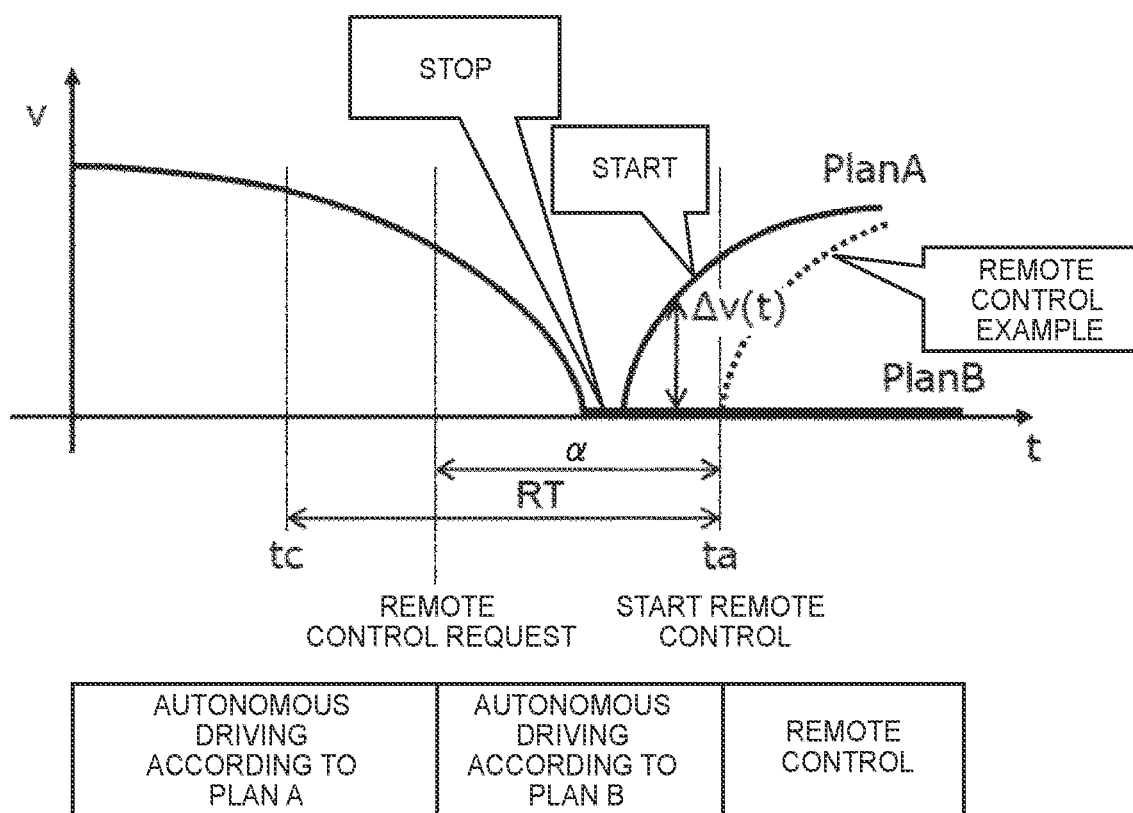 STOP
v
START
PlanA
Δv(t)
REMOTE
CONTROL
EXAMPLE
PlanB
t
α
RT
tc
ta
REMOTE
CONTROL REQUEST
START REMOTE
CONTROL
AUTONOMOUS
DRIVING
ACCORDING TO
PLAN A
AUTONOMOUS
DRIVING
ACCORDING TO
PLAN B
REMOTE
CONTROL